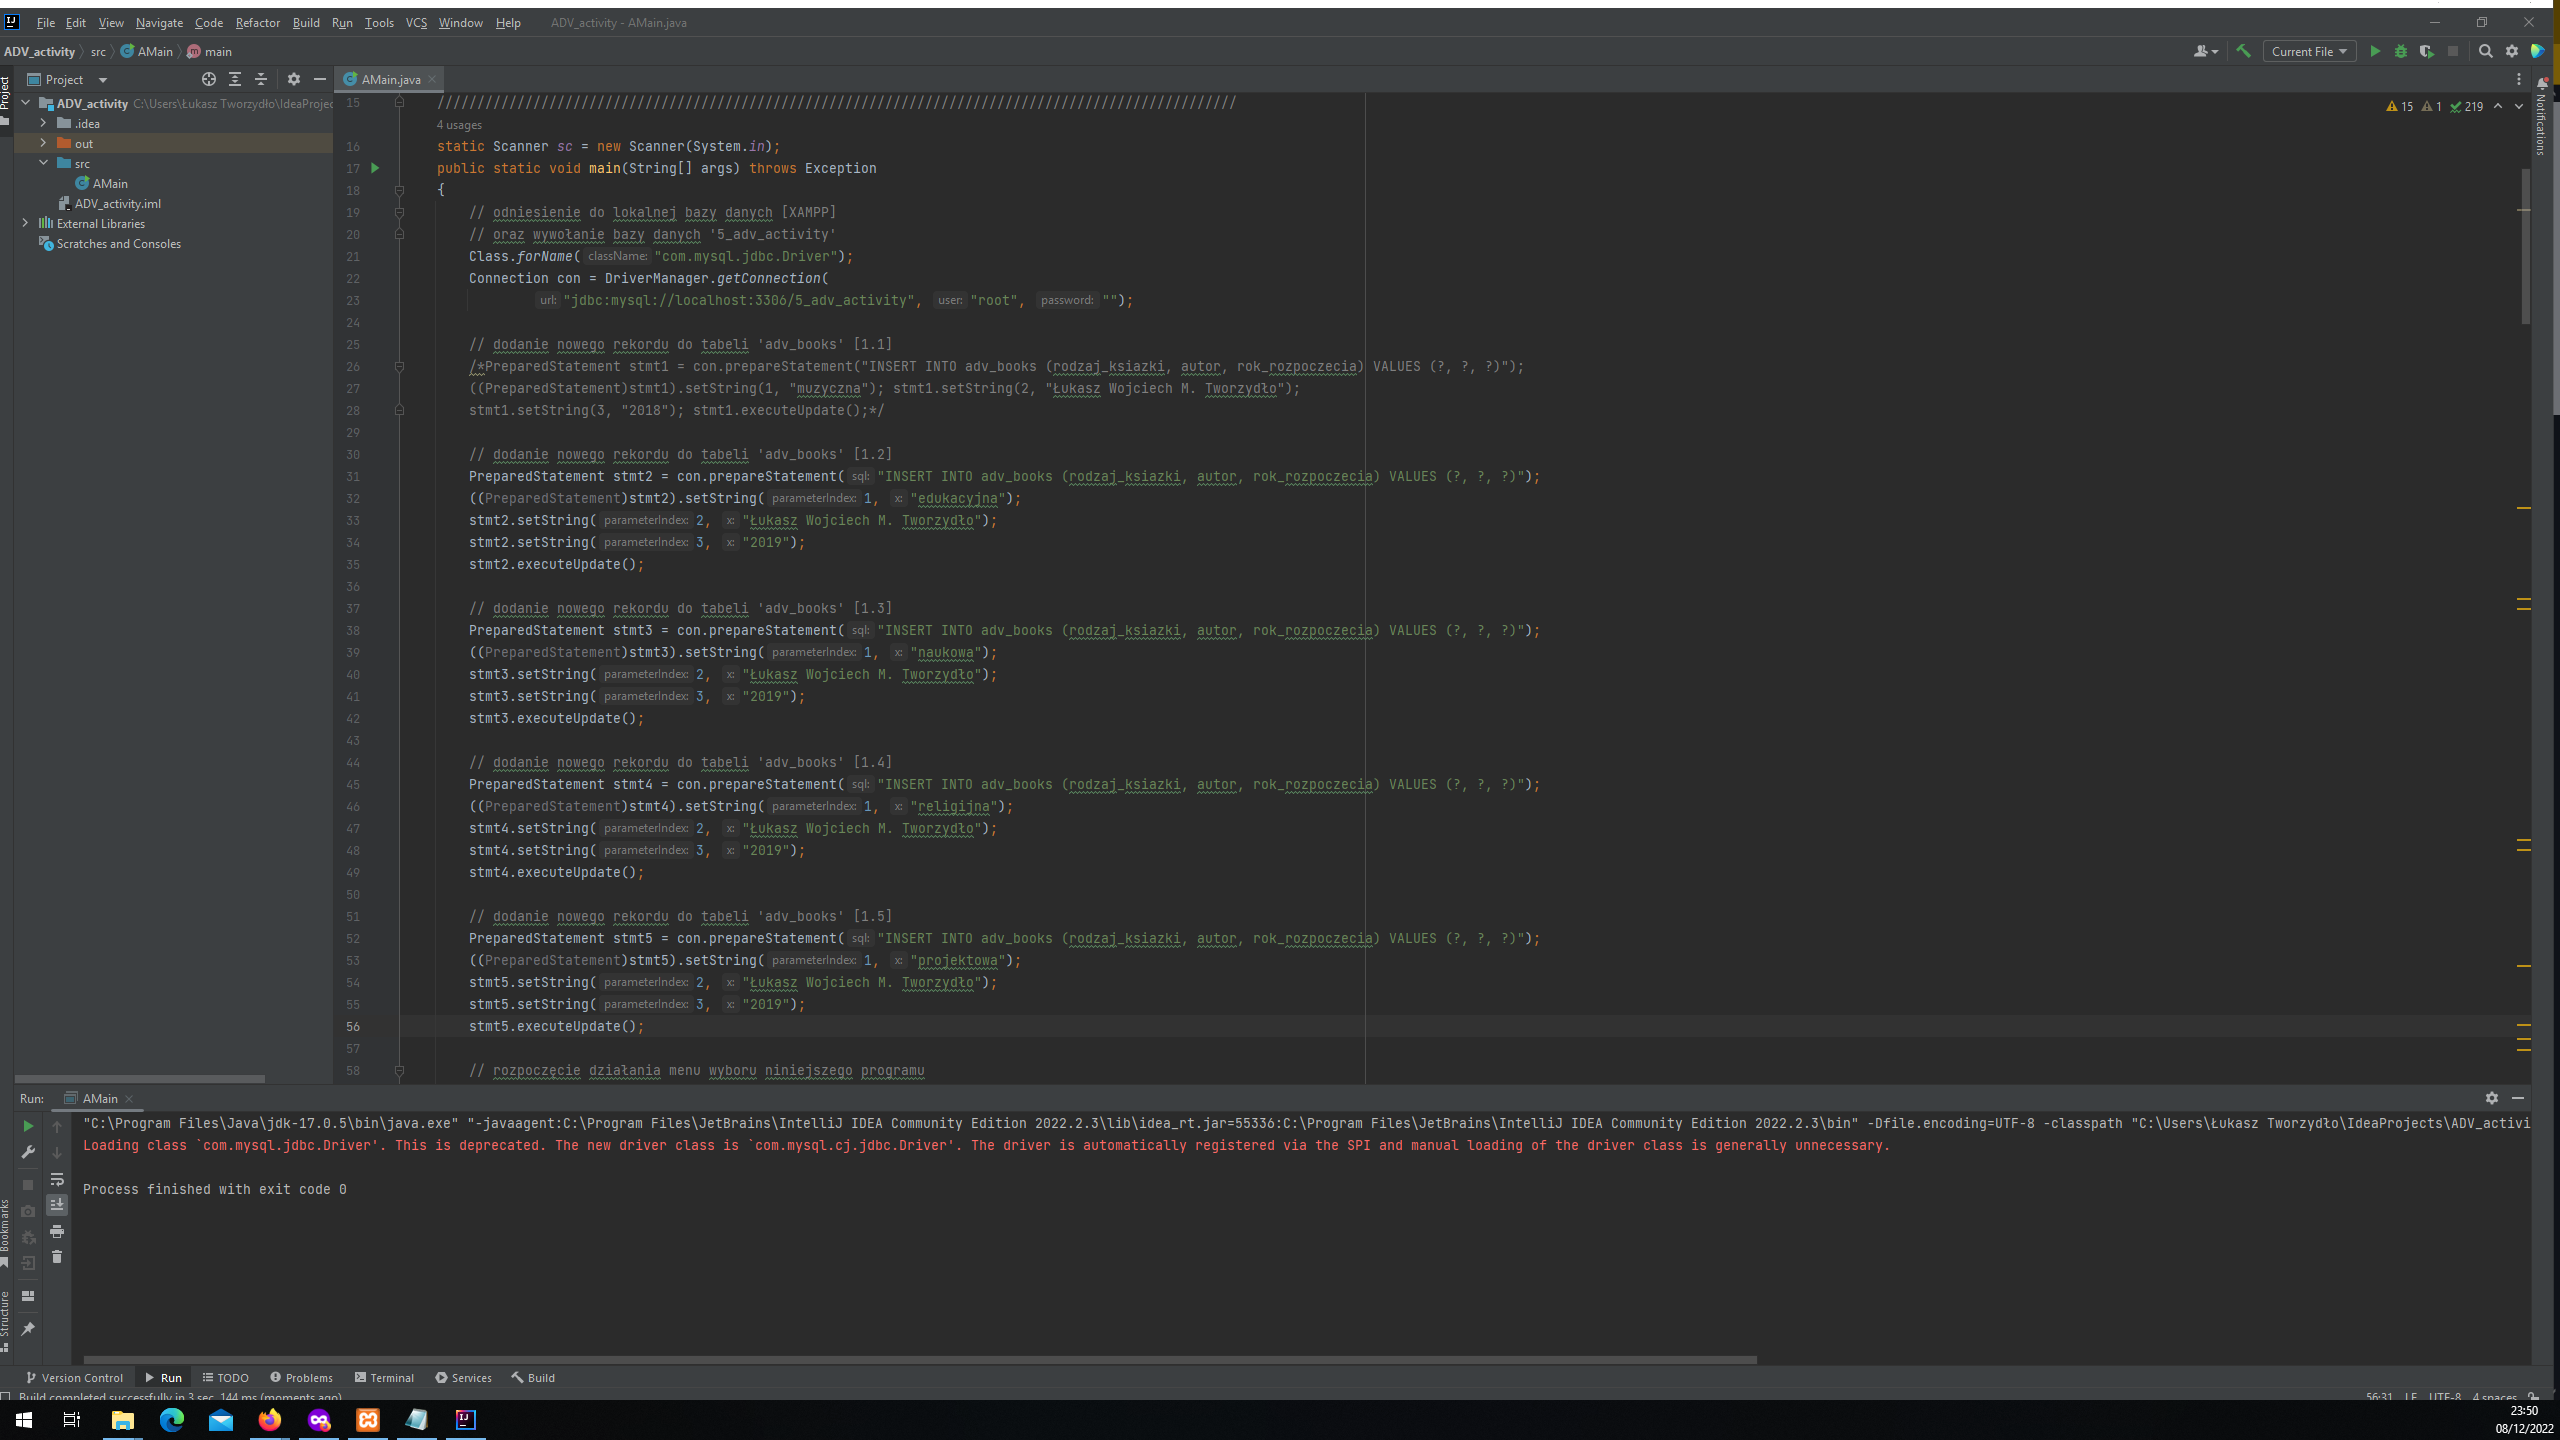 File Edit View Navigate Code Refactor Build Run Tools VCS Window Help ADV_activity - AMain.java
ADV_activity src AMain main Current File
Project AMain.java
ADV_activity C:\Users\Łukasz Tworzydło\IdeaProjec
.idea
out
src
AMain
ADV_activity.iml
External Libraries
Scratches and Consoles
Project
Bookmarks
Structure
Notifications
15 1 219
15 ////////////////////////////////////////////////////////////////////////////////////////////////////
4 usages
16 static Scanner sc = new Scanner(System.in);
17 public static void main(String[] args) throws Exception
18 {
19 // odniesienie do lokalnej bazy danych [XAMPP]
20 // oraz wywołanie bazy danych '5_adv_activity'
21 Class.forName( className: "com.mysql.jdbc.Driver");
22 Connection con = DriverManager.getConnection(
23 url: "jdbc:mysql://localhost:3306/5_adv_activity", user: "root", password: "");
24
25 // dodanie nowego rekordu do tabeli 'adv_books' [1.1]
26 /*PreparedStatement stmt1 = con.prepareStatement("INSERT INTO adv_books (rodzaj_ksiazki, autor, rok_rozpoczecia) VALUES (?, ?, ?)");
27 ((PreparedStatement)stmt1).setString(1, "muzyczna"); stmt1.setString(2, "Łukasz Wojciech M. Tworzydło");
28 stmt1.setString(3, "2018"); stmt1.executeUpdate();*/
29
30 // dodanie nowego rekordu do tabeli 'adv_books' [1.2]
31 PreparedStatement stmt2 = con.prepareStatement( sql: "INSERT INTO adv_books (rodzaj_ksiazki, autor, rok_rozpoczecia) VALUES (?, ?, ?)");
32 ((PreparedStatement)stmt2).setString( parameterIndex: 1, x: "edukacyjna");
33 stmt2.setString( parameterIndex: 2, x: "Łukasz Wojciech M. Tworzydło");
34 stmt2.setString( parameterIndex: 3, x: "2019");
35 stmt2.executeUpdate();
36
37 // dodanie nowego rekordu do tabeli 'adv_books' [1.3]
38 PreparedStatement stmt3 = con.prepareStatement( sql: "INSERT INTO adv_books (rodzaj_ksiazki, autor, rok_rozpoczecia) VALUES (?, ?, ?)");
39 ((PreparedStatement)stmt3).setString( parameterIndex: 1, x: "naukowa");
40 stmt3.setString( parameterIndex: 2, x: "Łukasz Wojciech M. Tworzydło");
41 stmt3.setString( parameterIndex: 3, x: "2019");
42 stmt3.executeUpdate();
43
44 // dodanie nowego rekordu do tabeli 'adv_books' [1.4]
45 PreparedStatement stmt4 = con.prepareStatement( sql: "INSERT INTO adv_books (rodzaj_ksiazki, autor, rok_rozpoczecia) VALUES (?, ?, ?)");
46 ((PreparedStatement)stmt4).setString( parameterIndex: 1, x: "religijna");
47 stmt4.setString( parameterIndex: 2, x: "Łukasz Wojciech M. Tworzydło");
48 stmt4.setString( parameterIndex: 3, x: "2019");
49 stmt4.executeUpdate();
50
51 // dodanie nowego rekordu do tabeli 'adv_books' [1.5]
52 PreparedStatement stmt5 = con.prepareStatement( sql: "INSERT INTO adv_books (rodzaj_ksiazki, autor, rok_rozpoczecia) VALUES (?, ?, ?)");
53 ((PreparedStatement)stmt5).setString( parameterIndex: 1, x: "projektowa");
54 stmt5.setString( parameterIndex: 2, x: "Łukasz Wojciech M. Tworzydło");
55 stmt5.setString( parameterIndex: 3, x: "2019");
56 stmt5.executeUpdate();
57
58 // rozpoczęcie działania menu wyboru niniejszego programu
Run: AMain
"C:\Program Files\Java\jdk-17.0.5\bin\java.exe" "-javaagent:C:\Program Files\JetBrains\IntelliJ IDEA Community Edition 2022.2.3\lib\idea_rt.jar=55336:C:\Program Files\JetBrains\IntelliJ IDEA Community Edition 2022.2.3\bin" -Dfile.encoding=UTF-8 -classpath "C:\Users\Łukasz Tworzydło\IdeaProjects\ADV_activi
Loading class `com.mysql.jdbc.Driver'. This is deprecated. The new driver class is `com.mysql.cj.jdbc.Driver'. The driver is automatically registered via the SPI and manual loading of the driver class is generally unnecessary.
Process finished with exit code 0
Version Control Run TODO Problems Terminal Services Build
Build completed successfully in 3 sec, 144 ms (moments ago) 56:31 LF UTF-8 4 spaces
23:50
08/12/2022